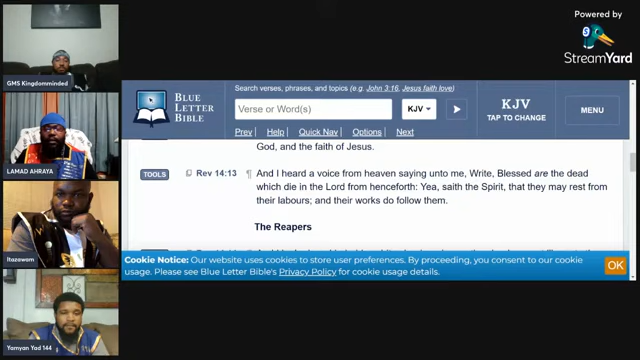 Powered by
StreamYard
GMS Kingdomminded
LAMAD AHRAYA
Itazawam
Yamyan Yad 144
BLUE
LETTER
BIBLE
Search verses, phrases, and topics (e.g. John 3:16, Jesus faith love)
Verse or Word(s)
KJV
KJV
TAP TO CHANGE
MENU
Prev | Help | Quick Nav | Options | Next
God, and the faith of Jesus.
TOOLS
Rev 14:13 ¶ And I heard a voice from heaven saying unto me, Write, Blessed are the dead
which die in the Lord from henceforth: Yea, saith the Spirit, that they may rest from
their labours; and their works do follow them.
The Reapers
Cookie Notice: Our website uses cookies to store user preferences. By proceeding, you consent to our cookie
usage. Please see Blue Letter Bible's Privacy Policy for cookie usage details.
OK